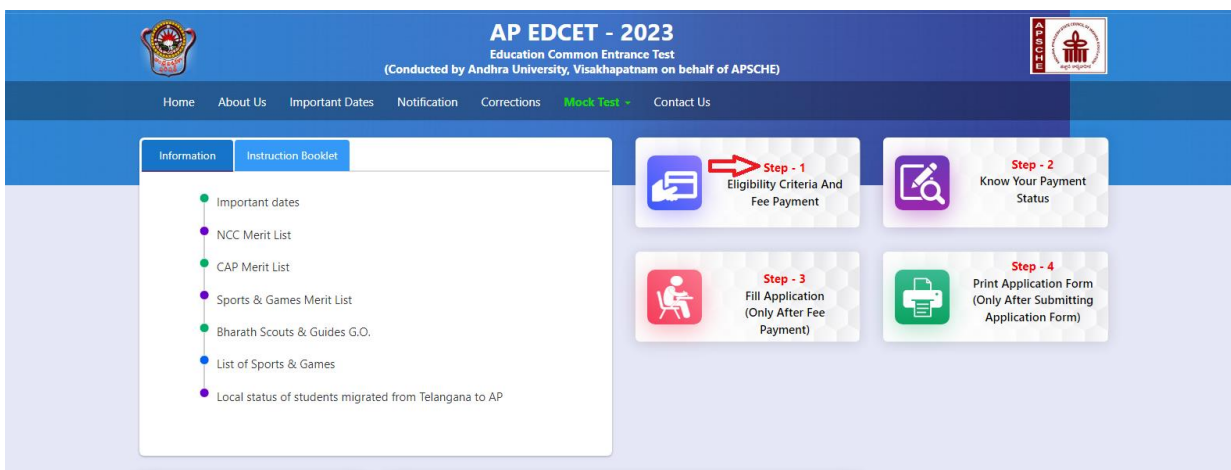 AP EDCET - 2023
Education Common Entrance Test
(Conducted by Andhra University, Visakhapatnam on behalf of APSCHE)
APSCHE
Home About Us Important Dates Notification Corrections Mock Test Contact Us
Information Instruction Booklet
Important dates
NCC Merit List
CAP Merit List
Sports & Games Merit List
Bharath Scouts & Guides G.O.
List of Sports & Games
Local status of students migrated from Telangana to AP
Step - 1
Eligibility Criteria And
Fee Payment
Step - 2
Know Your Payment
Status
Step - 3
Fill Application
(Only After Fee
Payment)
Step - 4
Print Application Form
(Only After Submitting
Application Form)